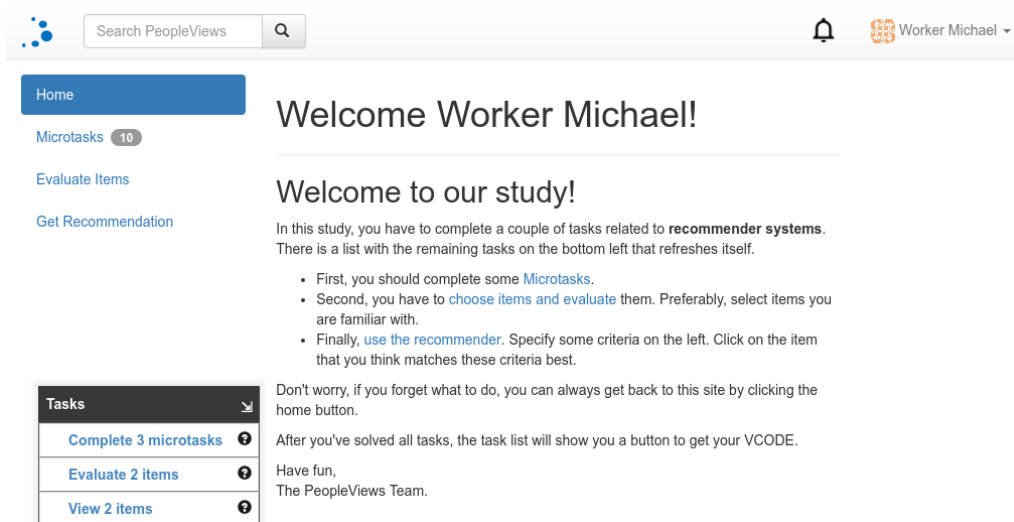 Search PeopleViews
Worker Michael
Home
Microtasks 10
Evaluate Items
Get Recommendation
Welcome Worker Michael!
Welcome to our study!
In this study, you have to complete a couple of tasks related to recommender systems.
There is a list with the remaining tasks on the bottom left that refreshes itself.
• First, you should complete some Microtasks.
• Second, you have to choose items and evaluate them. Preferably, select items you
are familiar with.
• Finally, use the recommender. Specify some criteria on the left. Click on the item
that you think matches these criteria best.
Don't worry, if you forget what to do, you can always get back to this site by clicking the
home button.
After you've solved all tasks, the task list will show you a button to get your VCODE.
Have fun,
The PeopleViews Team.
Tasks
Complete 3 microtasks ?
Evaluate 2 items ?
View 2 items ?